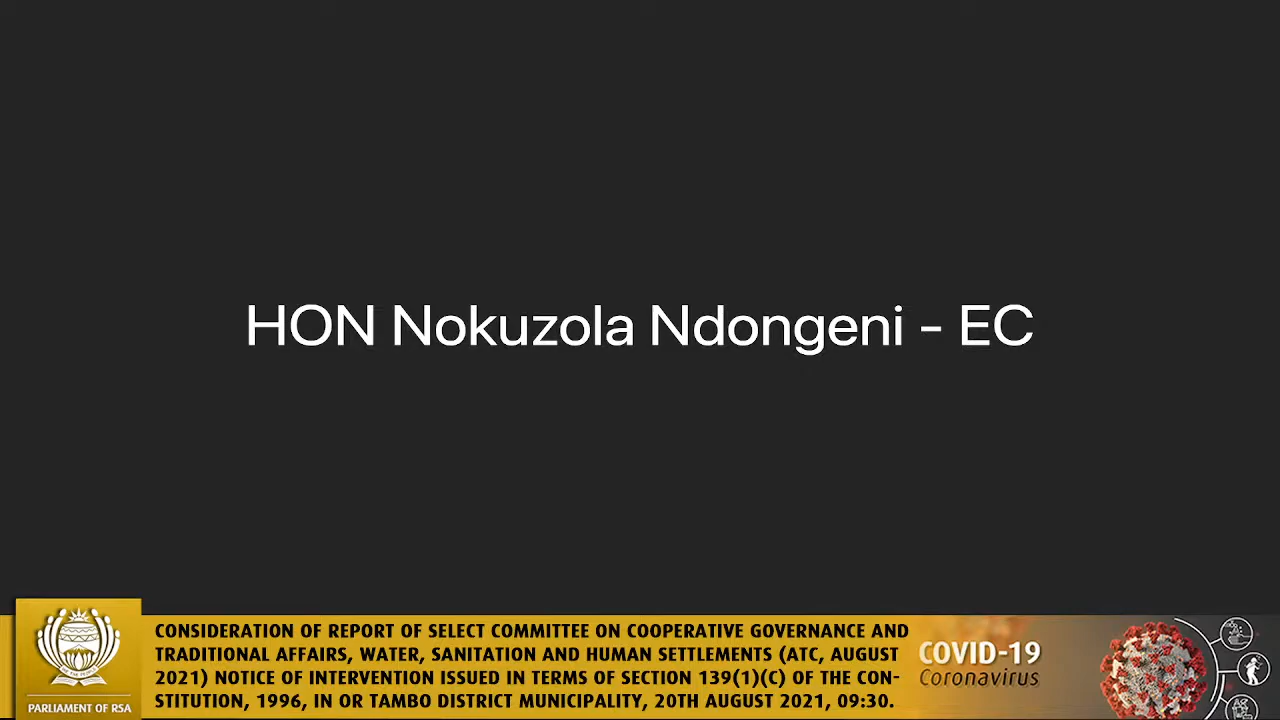 HON Nokuzola Ndongeni - EC
CONSIDERATION OF REPORT OF SELECT COMMITTEE ON COOPERATIVE GOVERNANCE AND
TRADITIONAL AFFAIRS, WATER, SANITATION AND HUMAN SETTLEMENTS (ATC, AUGUST
2021) NOTICE OF INTERVENTION ISSUED IN TERMS OF SECTION 139(1)(C) OF THE CON-
STITUTION, 1996, IN OR TAMBO DISTRICT MUNICIPALITY, 20TH AUGUST 2021, 09:30.
PARLIAMENT OF RSA
COVID-19
Coronavirus